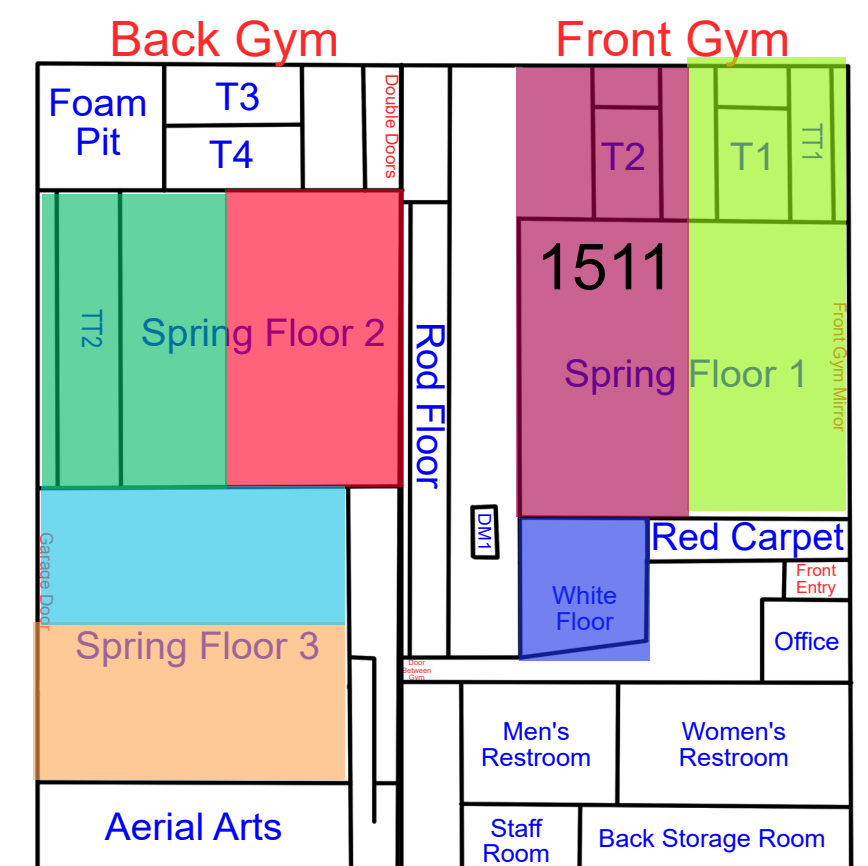 Back Gym
Front Gym
Foam
Pit
T3
T4
Double Doors
T2
T1
TT1
1511
TT2
Spring Floor 2
Rod Floor
Spring Floor 1
Front Gym Mirror
DM1
Red Carpet
Garage Door
White
Floor
Front
Entry
Spring Floor 3
Office
Door
Between
Gym
Men's
Restroom
Women's
Restroom
Aerial Arts
Staff
Room
Back Storage Room